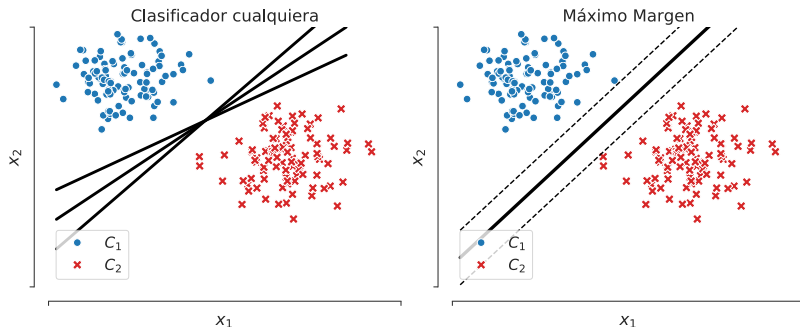 Clasificador cualquiera
x₂
C₁
C₂
x₁
Máximo Margen
x₂
C₁
C₂
x₁